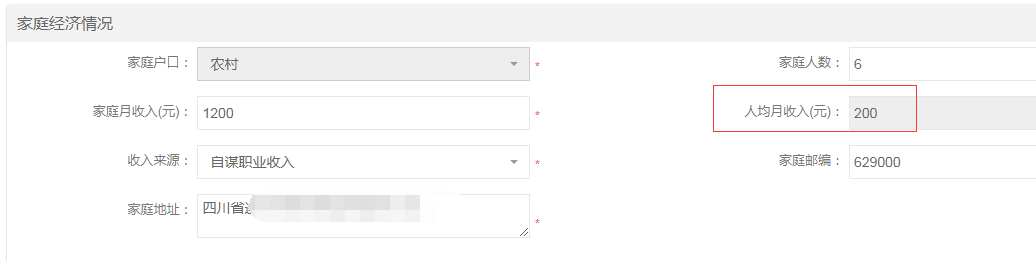 家庭经济情况
家庭户口： 农村 * 家庭人数： 6
家庭月收入(元)： 1200 * 人均月收入(元)： 200
收入来源： 自谋职业收入 * 家庭邮编： 629000
家庭地址： 四川省 *